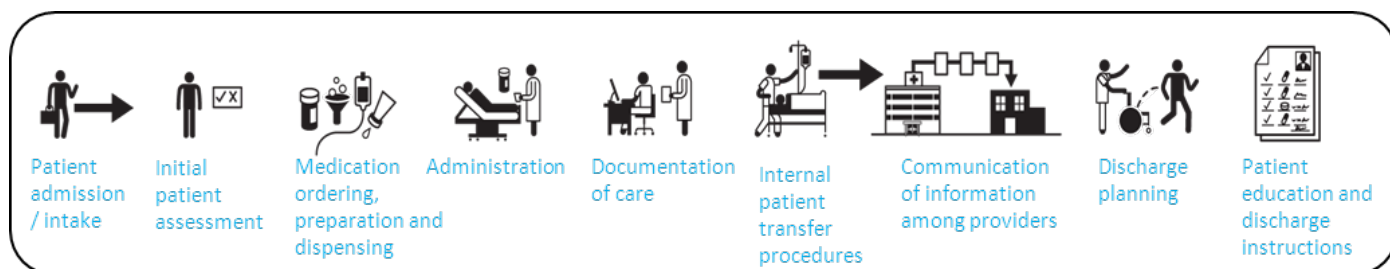 Patient
admission
/ intake
Initial
patient
assessment
Medication
ordering,
preparation and
dispensing
Administration
Documentation
of care
Internal
patient
transfer
procedures
Communication
of information
among providers
Discharge
planning
Patient
education and
discharge
instructions